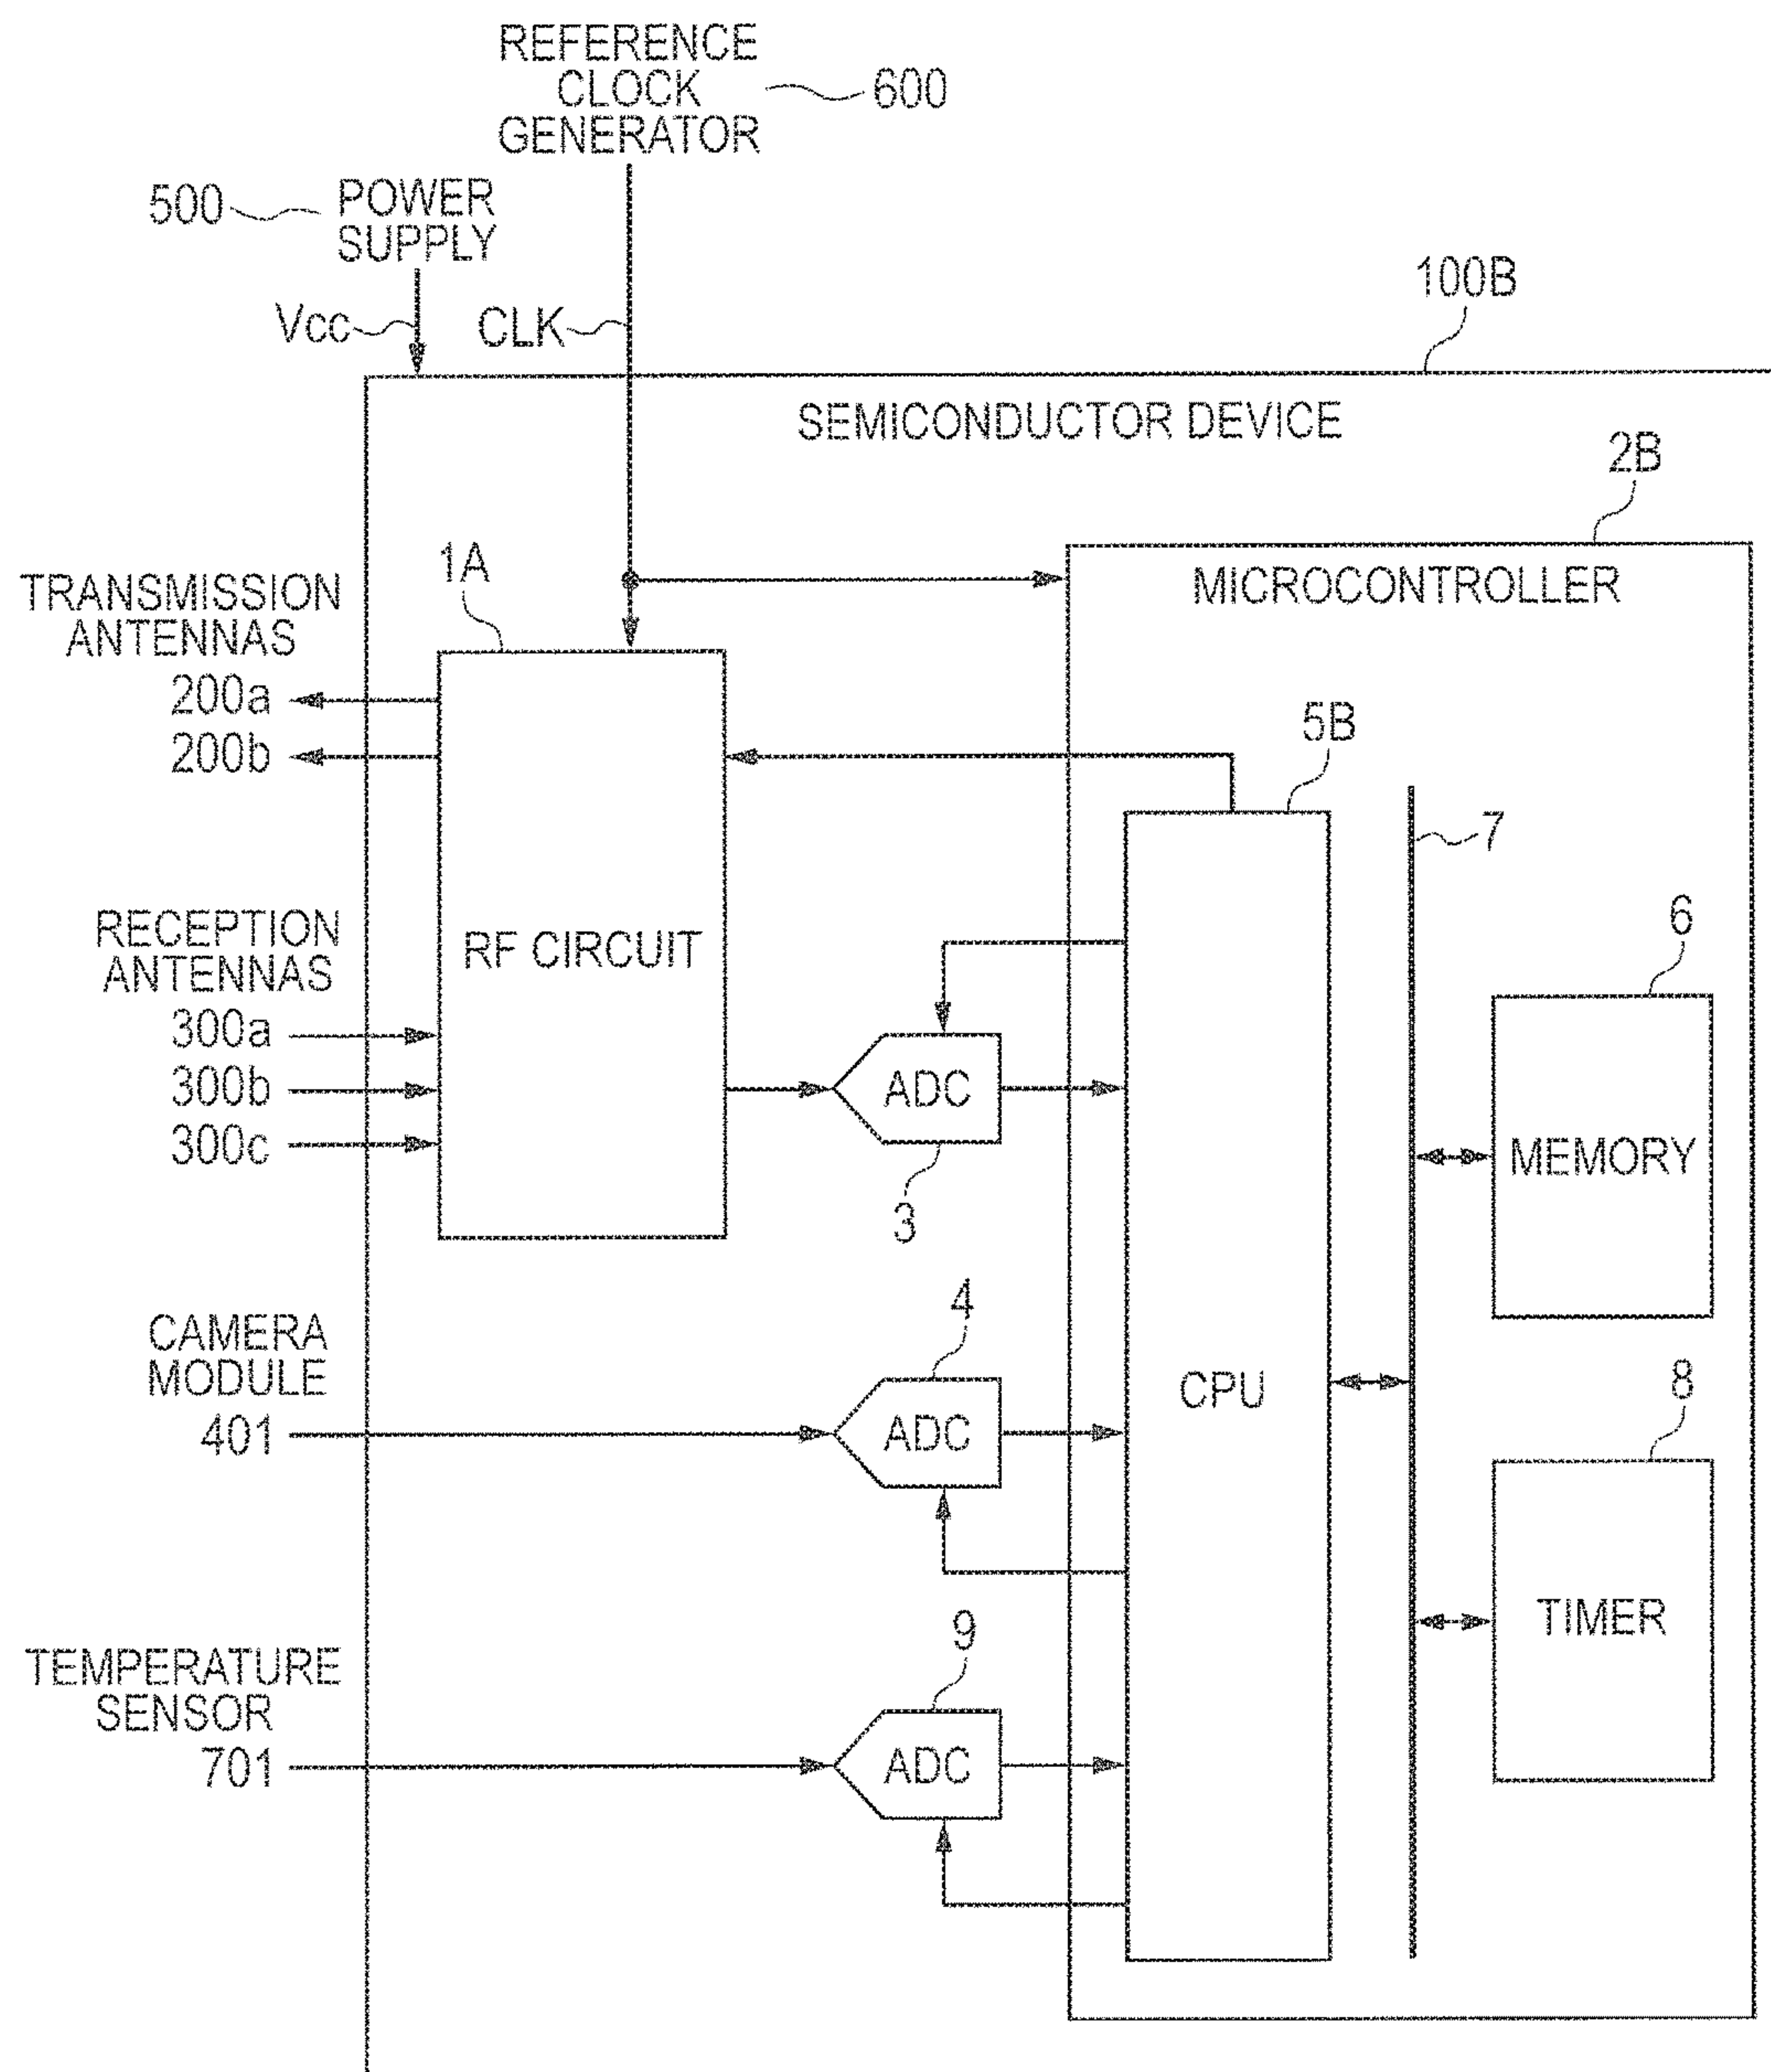 REFERENCE
CLOCK
GENERATOR
600
500
POWER
SUPPLY
Vcc
CLK
100B
SEMICONDUCTOR DEVICE
2B
MICROCONTROLLER
1A
TRANSMISSION
ANTENNAS
200a
200b
5B
7
RECEPTION
ANTENNAS
300a
300b
300c
RF CIRCUIT
ADC
3
6
MEMORY
CAMERA
MODULE
401
4
ADC
CPU
8
TIMER
TEMPERATURE
SENSOR
701
9
ADC